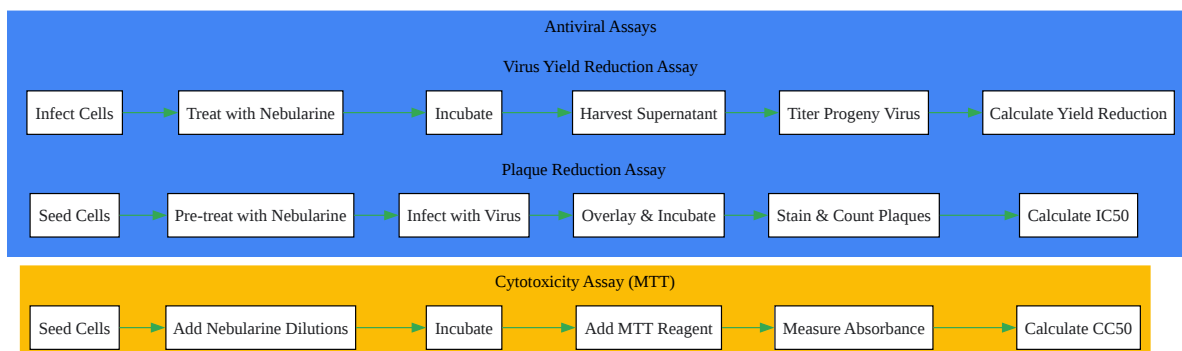 Antiviral Assays
Virus Yield Reduction Assay
Infect Cells
Treat with Nebularine
Incubate
Harvest Supernatant
Titer Progeny Virus
Calculate Yield Reduction
Plaque Reduction Assay
Seed Cells
Pre-treat with Nebularine
Infect with Virus
Overlay & Incubate
Stain & Count Plaques
Calculate IC50
Cytotoxicity Assay (MTT)
Seed Cells
Add Nebularine Dilutions
Incubate
Add MTT Reagent
Measure Absorbance
Calculate CC50